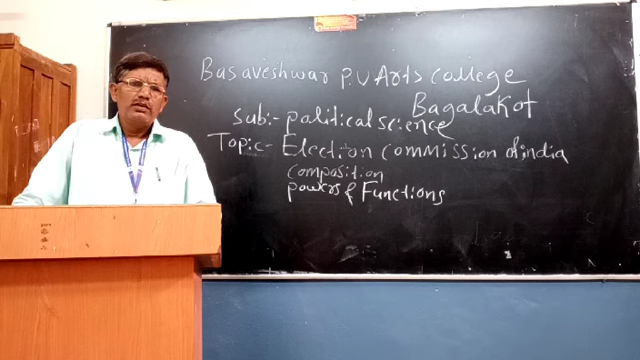 Basaveshwar P.U Arts College
Bagalakot
Sub:- political science
Topic- Election Commission of india
composition
powers & Functions